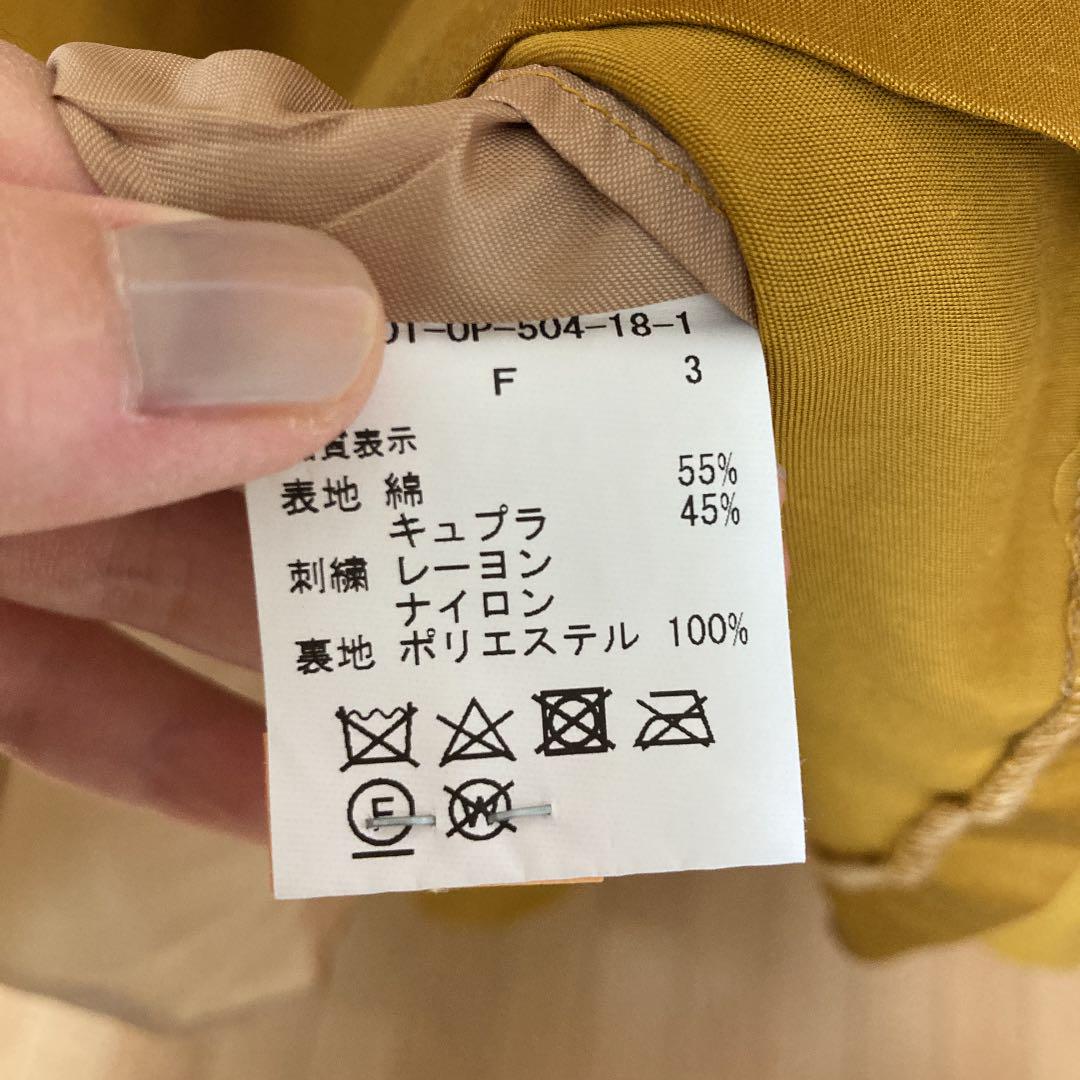 01-OP-504-18-1
F 3
質表示
表地 綿 55%
キュプラ 45%
刺繍 レーヨン
ナイロン
裏地 ポリエステル 100%
F W